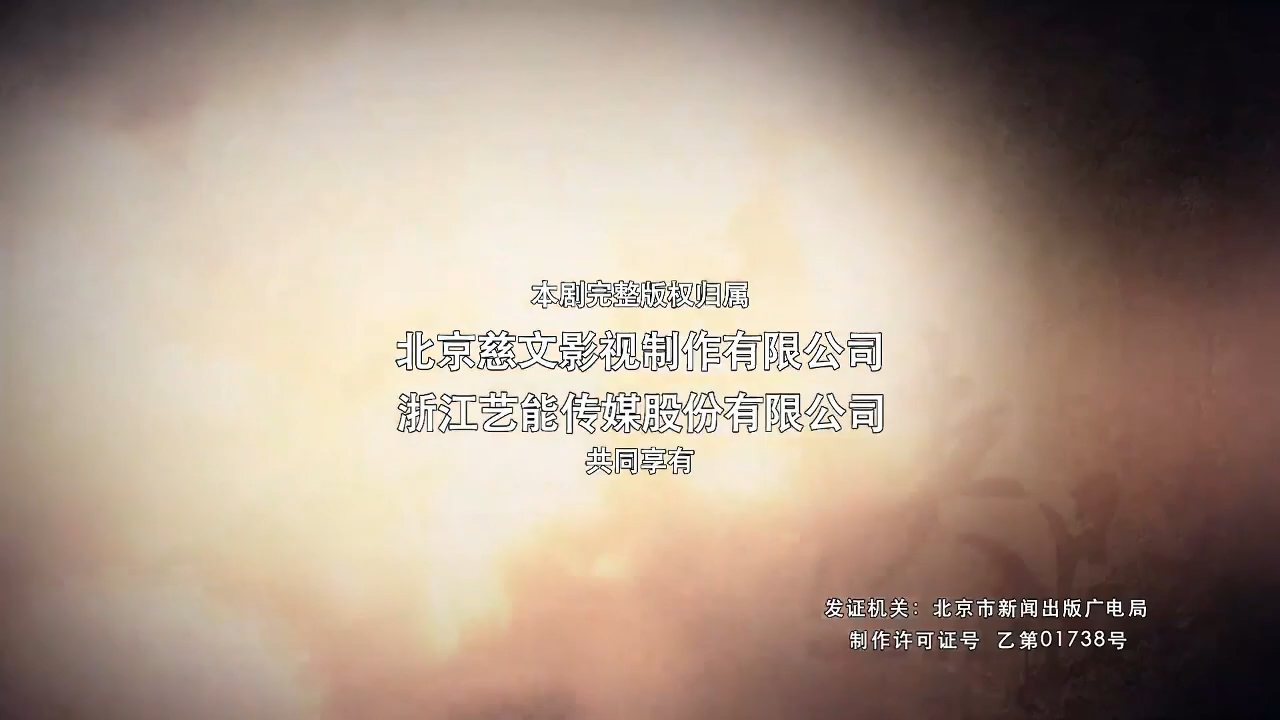 本剧完整版权归属
北京慈文影视制作有限公司
浙江艺能传媒股份有限公司
共同享有
发证机关：北京市新闻出版广电局
制作许可证号 乙第01738号